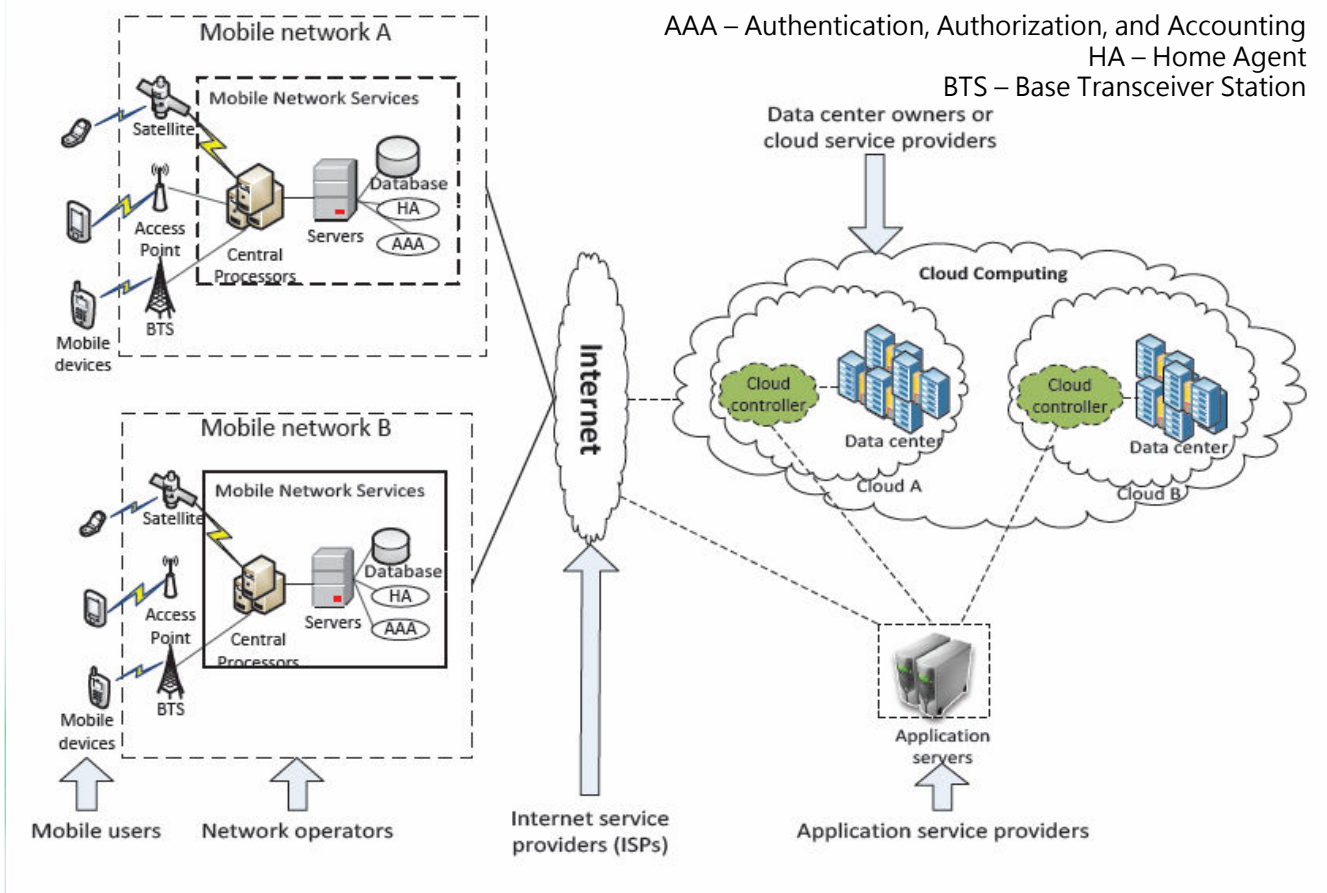 AAA – Authentication, Authorization, and Accounting
HA – Home Agent
BTS – Base Transceiver Station
Mobile network A
Mobile Network Services
Satellite
Access
Point
BTS
Mobile
devices
Central
Processors
Servers
Database
HA
AAA
Mobile network B
Mobile Network Services
Satellite
Access
Point
BTS
Mobile
devices
Central
Processors
Servers
Database
HA
AAA
Mobile users
Network operators
Internet
Internet service
providers (ISPs)
Data center owners or
cloud service providers
Cloud Computing
Cloud
controller
Data center
Cloud A
Cloud
controller
Data center
Cloud B
Application
servers
Application service providers